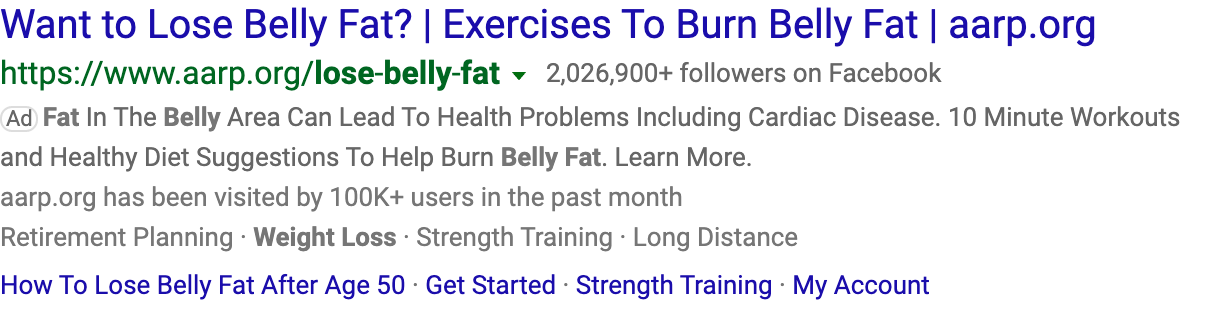 Want to Lose Belly Fat? | Exercises To Burn Belly Fat | aarp.org
https://www.aarp.org/lose-belly-fat 2,026,900+ followers on Facebook
Ad Fat In The Belly Area Can Lead To Health Problems Including Cardiac Disease. 10 Minute Workouts
and Healthy Diet Suggestions To Help Burn Belly Fat. Learn More.
aarp.org has been visited by 100K+ users in the past month
Retirement Planning · Weight Loss · Strength Training · Long Distance
How To Lose Belly Fat After Age 50 · Get Started · Strength Training · My Account